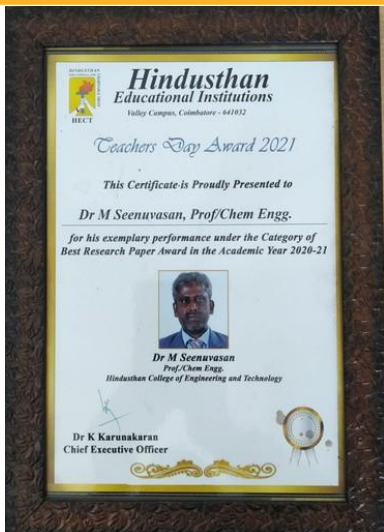 Hindusthan
Educational Institutions
Valley Campus, Coimbatore - 641032
HECT
Teachers Day Award 2021
This Certificate is Proudly Presented to
Dr M Seenuvasan, Prof/Chem Engg.
for his exemplary performance under the Category of
Best Research Paper Award in the Academic Year 2020-21
Dr M Seenuvasan
Prof./Chem Engg.
Hindusthan College of Engineering and Technology
Dr K Karunakaran
Chief Executive Officer